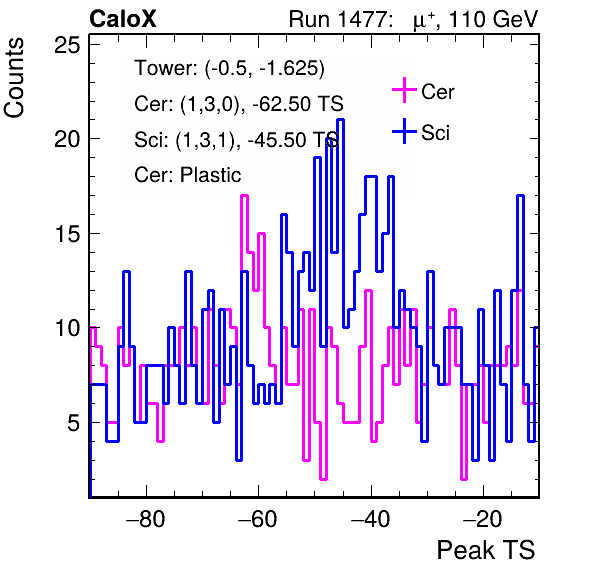 CaloX Run 1477: μ⁺, 110 GeV
Counts
25
20
15
10
5
Tower: (-0.5, -1.625)
Cer: (1,3,0), -62.50 TS
Sci: (1,3,1), -45.50 TS
Cer: Plastic
Cer
Sci
−80 −60 −40 −20
Peak TS